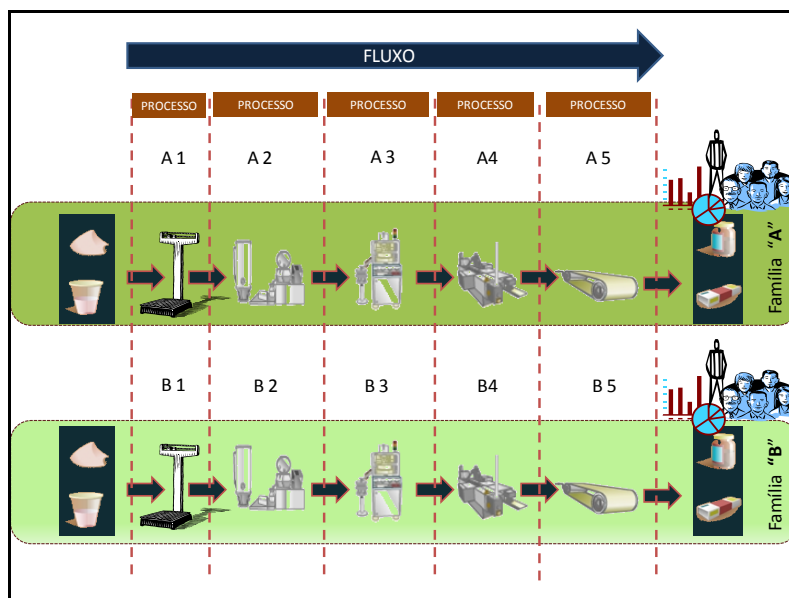 FLUXO
PROCESSO PROCESSO PROCESSO PROCESSO PROCESSO
A 1 A 2 A 3 A4 A 5
Família "A"
B 1 B 2 B 3 B4 B 5
Família "B"